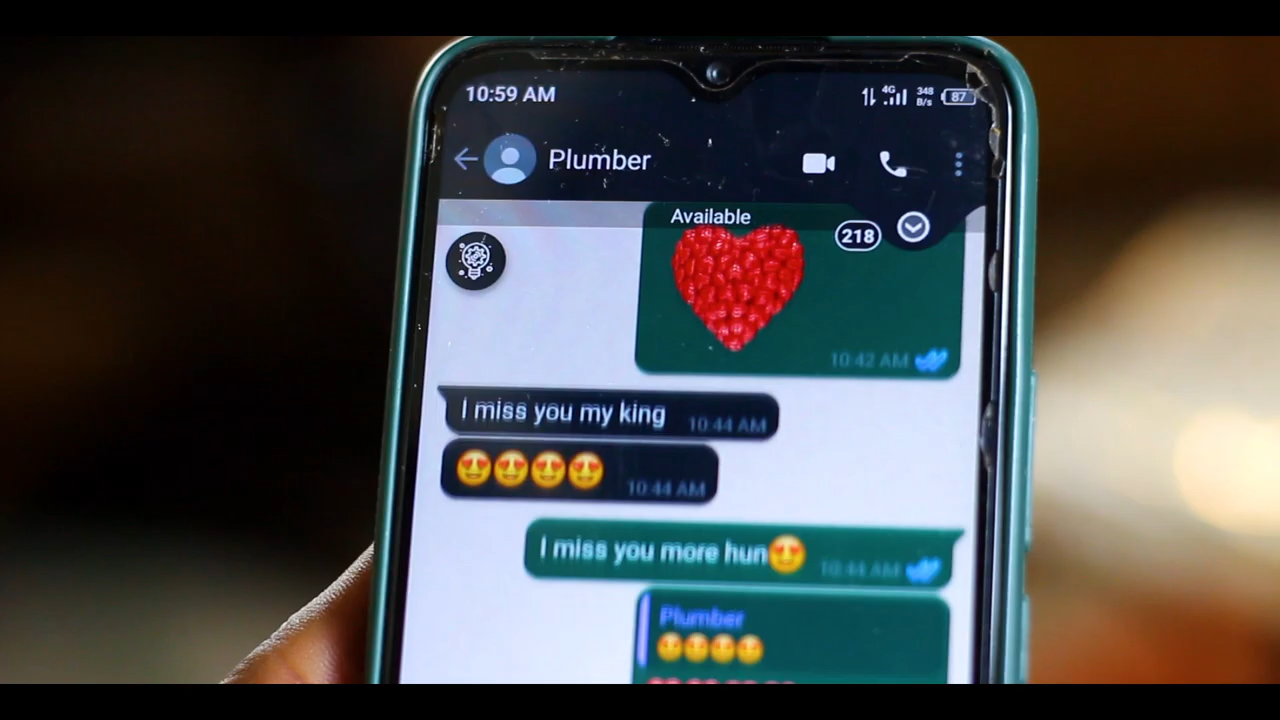 10:59 AM
4G
348
B/s
87
Plumber
Available
218
10:42 AM
I miss you my king
10:44 AM
😍😍😍😍
10:44 AM
I miss you more hun😍
10:44 AM
Plumber